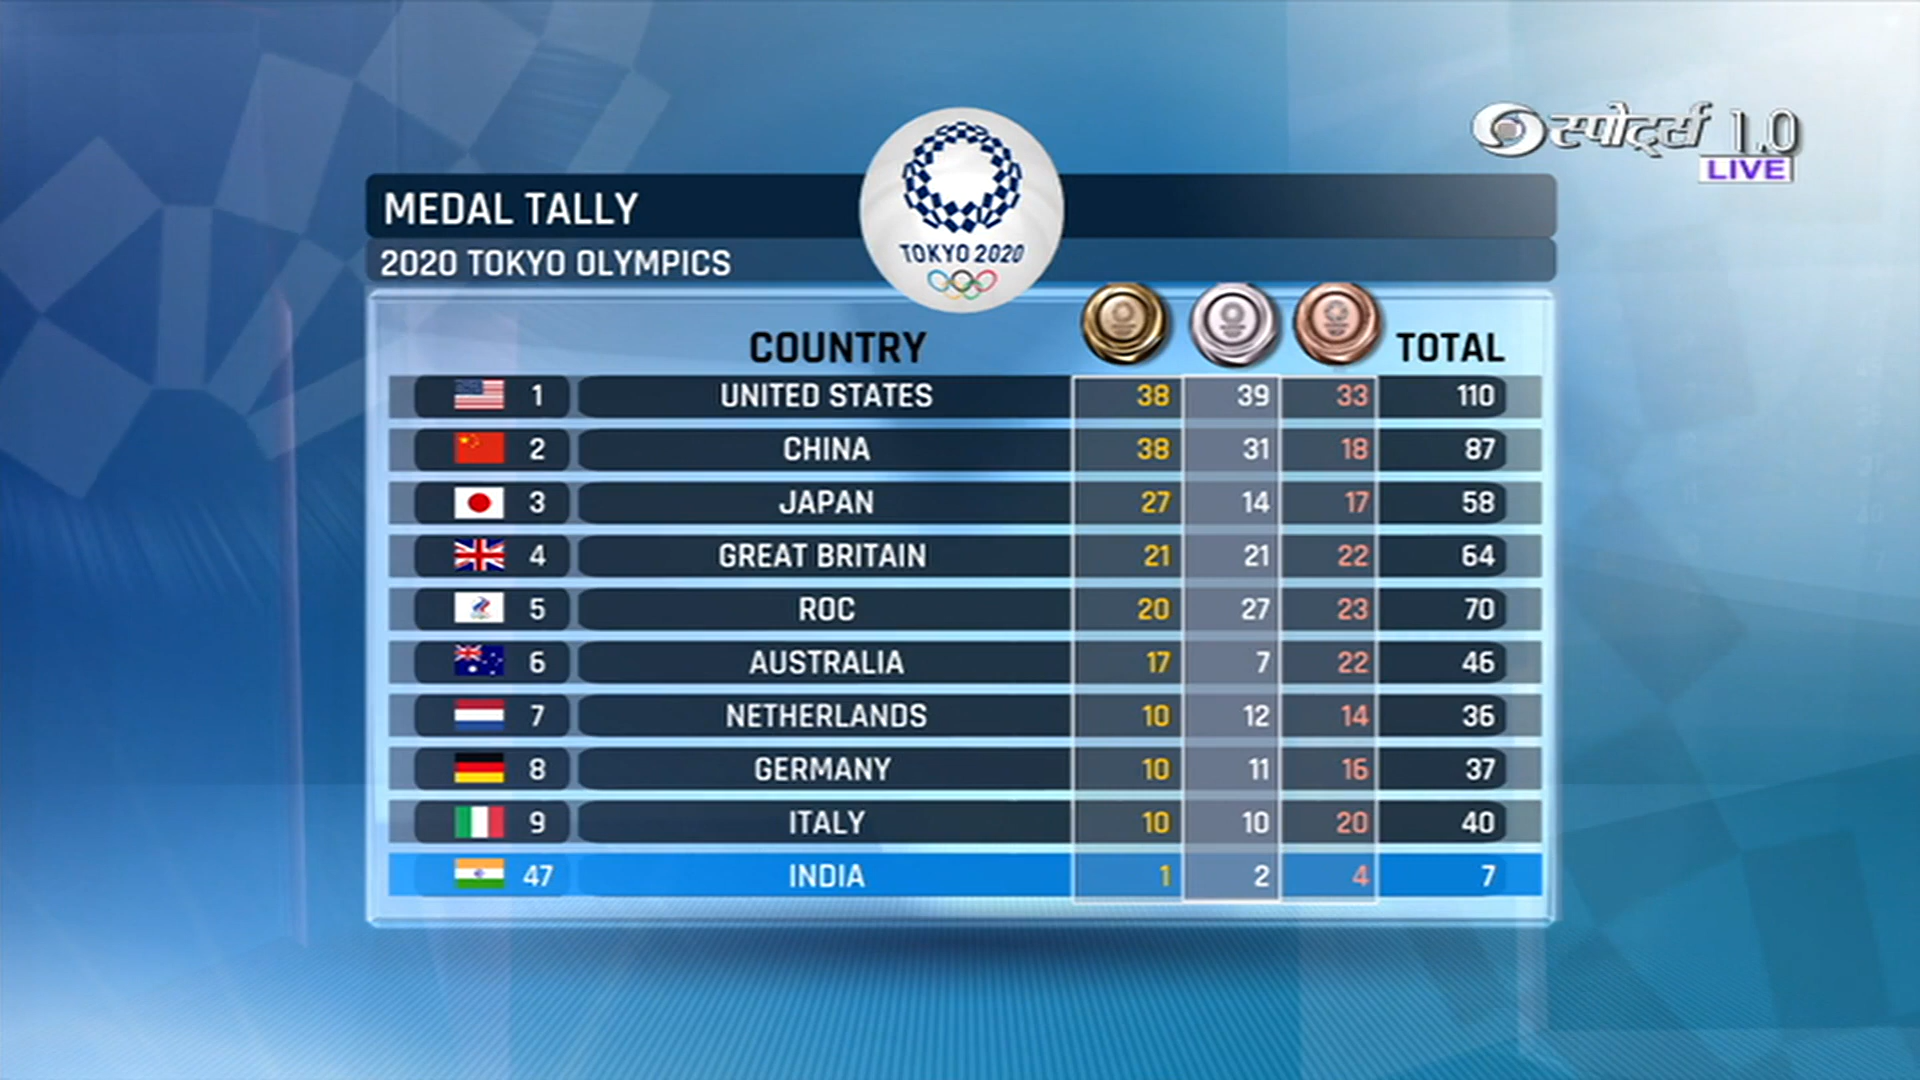 स्पोर्ट्स 1.0
LIVE
MEDAL TALLY
2020 TOKYO OLYMPICS
TOKYO 2020
COUNTRY TOTAL
1 UNITED STATES 38 39 33 110
2 CHINA 38 31 18 87
3 JAPAN 27 14 17 58
4 GREAT BRITAIN 21 21 22 64
5 ROC 20 27 23 70
6 AUSTRALIA 17 7 22 46
7 NETHERLANDS 10 12 14 36
8 GERMANY 10 11 16 37
9 ITALY 10 10 20 40
47 INDIA 1 2 4 7